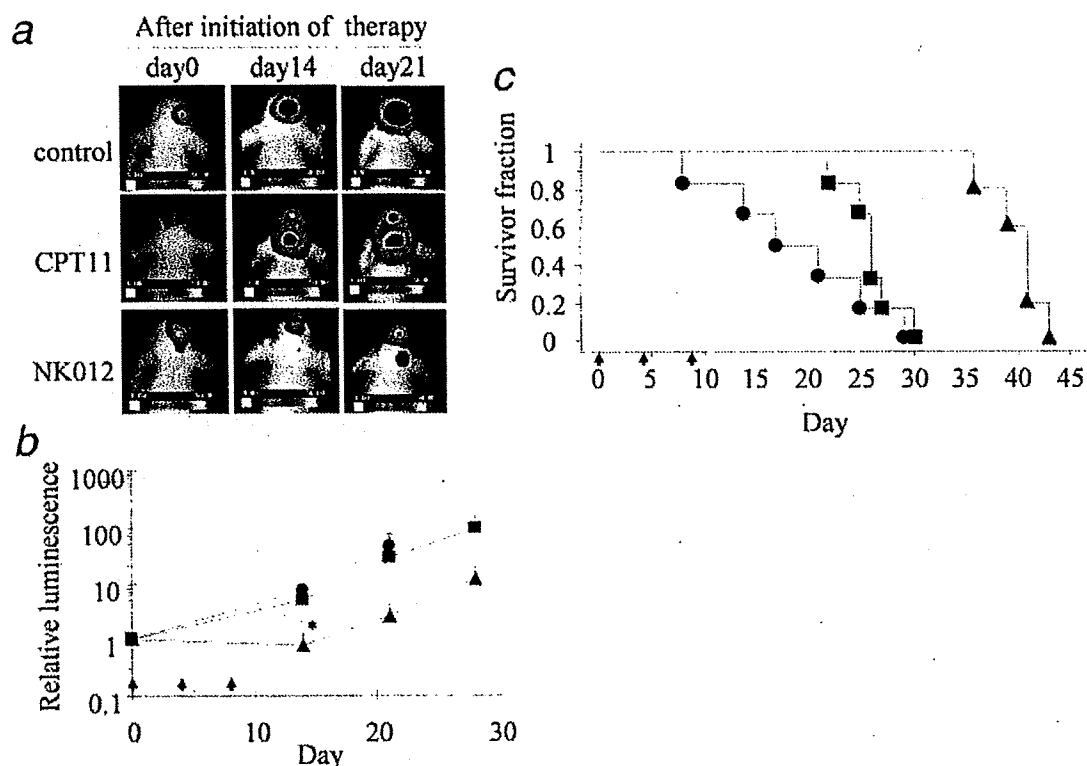 a
After initiation of therapy
day0 day14 day21
control
CPT11
NK012
b
Relative luminescence
1000
100
10
1
0,1
*
0 10 20 30
Day
c
Survivor fraction
1
0.8
0.6
0.4
0.2
0
0 5 10 15 20 25 30 35 40 45
Day